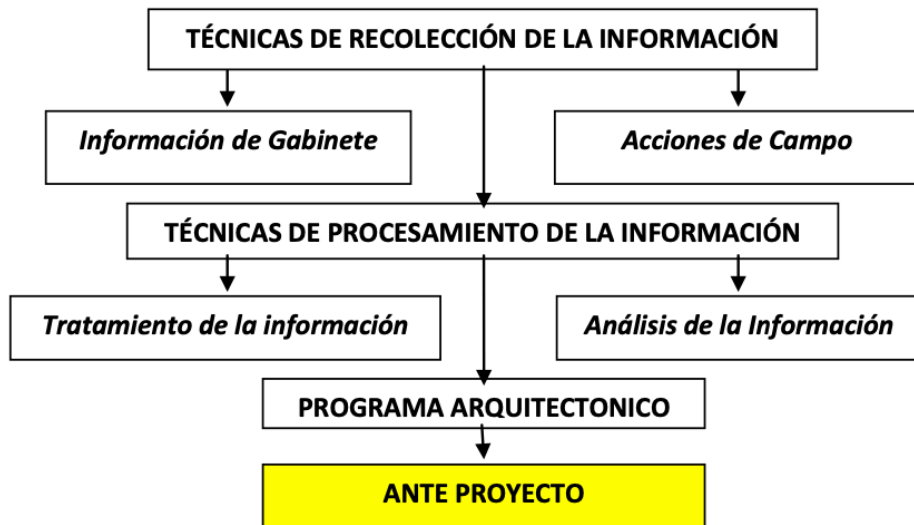 TÉCNICAS DE RECOLECCIÓN DE LA INFORMACIÓN
Información de Gabinete
Acciones de Campo
TÉCNICAS DE PROCESAMIENTO DE LA INFORMACIÓN
Tratamiento de la información
Análisis de la Información
PROGRAMA ARQUITECTONICO
ANTE PROYECTO